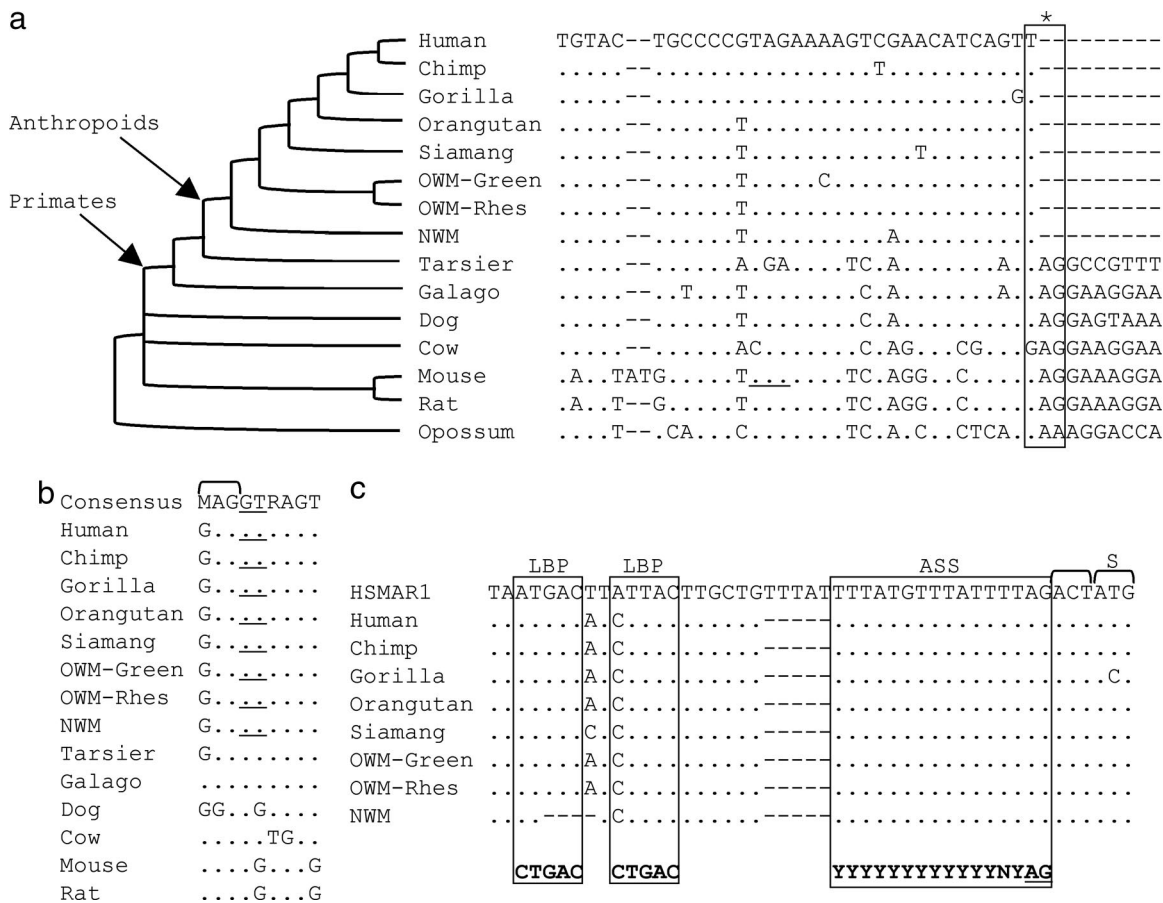 a
*
Human TGTAC--TGCCCCGTAGAAAAGTCGAACATCAGTT---------
Chimp .....--................T...........---------
Gorilla .....--..........................G.---------
Anthropoids
Orangutan .....--......T.....................---------
Siamang .....--......T............T........---------
OWM-Green .....--......T.....C...............---------
Primates
OWM-Rhes .....--......T.....................---------
NWM .....--......T..........A..........---------
Tarsier .....--......A.GA....TC.A.......A..AGGCCGTTT
Galago .....--..T...T........C.A.......A..AGGAAGGAA
Dog .....--......T........C.A..........AGGAGTAAA
Cow .....--......AC.......C.AG...CG...GAGGAAGGAA
Mouse .A..TATG.....T.......TC.AGG..C.....AGGAAAGGA
Rat .A..T--G.....T.......TC.AGG..C.....AGGAAAGGA
Opossum ....T--.CA...C.......TC.A.C..CTCA..AAAGGACCA
b
Consensus MAGGTRAGT
Human G........
Chimp G........
Gorilla G........
Orangutan G........
Siamang G........
OWM-Green G........
OWM-Rhes G........
NWM G........
Tarsier G........
Galago .........
Dog GG..G....
Cow .....TG..
Mouse ....G...G
Rat ....G...G
c
LBP LBP ASS S
HSMAR1 TAATGACTTATTACTTGCTGTTTATTTTATGTTTATTTTAGACTATG
Human .......A.C..........-----......................
Chimp .......A.C..........-----......................
Gorilla .......A.C..........-----....................C.
Orangutan .......A.C..........-----......................
Siamang .......C.C..........-----......................
OWM-Green .......A.C..........-----......................
OWM-Rhes .......A.C..........-----......................
NWM ....----.C..........-----......................
CTGAC CTGAC YYYYYYYYYYYYNYAG